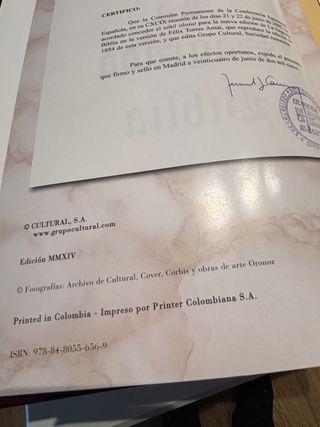 CERTIFICO:
Que la Comisión Permanente de la Conferencia
Española, en su CXCIX reunión de los días 21 y 22 de junio
acordado conceder el nihil obstat para la nueva edición de
Biblia en la versión de Félix Torres Amat, que reproduce
1884 de esta versión, y que edita Grupo Cultural, Sociedad
Para que conste, a los efectos oportunos, expido el
que firmo y sello en Madrid a veinticuatro de junio de dos mil
© CULTURAL, S.A.
www.grupocultural.com
Edición MMXIV
© Fotografías: Archivo de Cultural, Cover, Córbis y obras de arte Oronoz
Printed in Colombia - Impreso por Printer Colombiana S.A.
ISBN: 978-84-8055-656-9